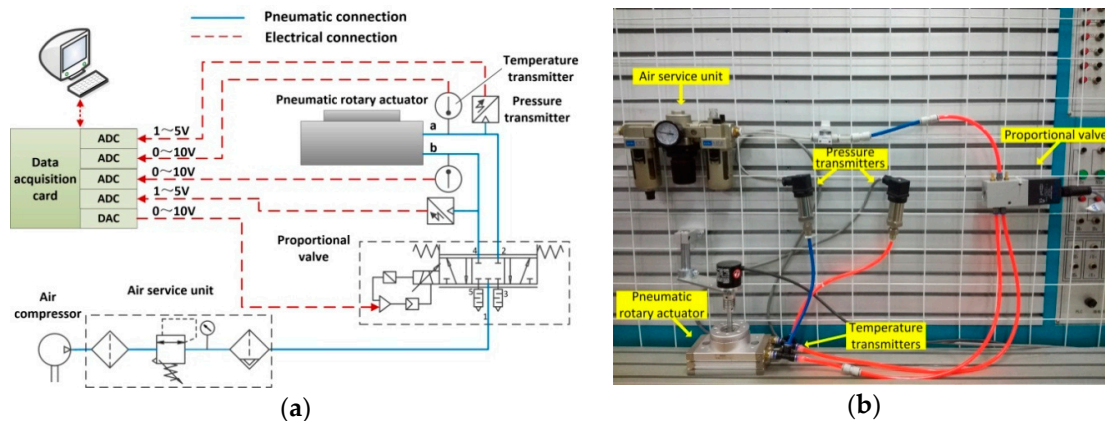 Pneumatic connection
Electrical connection
Temperature
transmitter
Pneumatic rotary actuator
Pressure
transmitter
a
b
1～5V
0～10V
0～10V
1～5V
0～10V
ADC
ADC
ADC
ADC
DAC
Data
acquisition
card
Proportional
valve
4
2
5
3
1
Air service unit
Air
compressor
(a)
Air service unit
Proportional valve
Pressure
transmitters
Pneumatic
rotary actuator
Temperature
transmitters
(b)